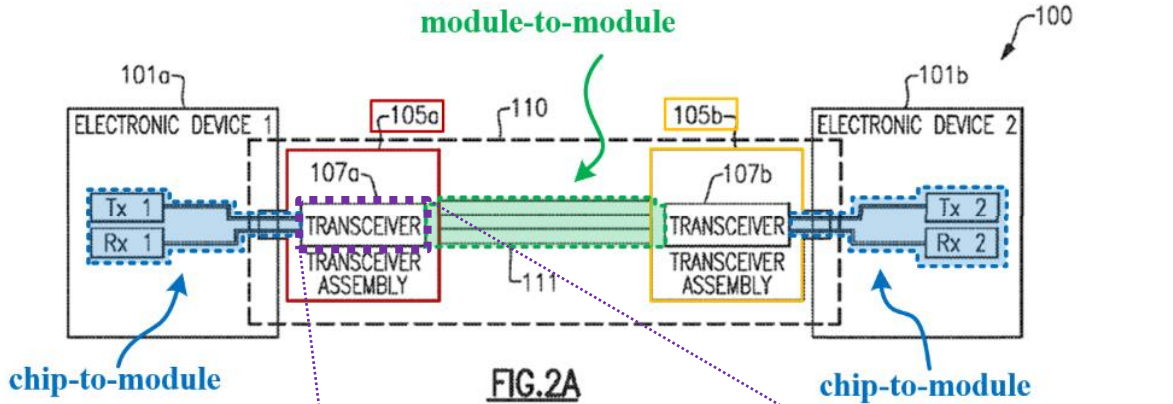 module-to-module
100
101a
105a
110
105b
101b
ELECTRONIC DEVICE 1
ELECTRONIC DEVICE 2
107a
107b
Tx 1
Tx 2
TRANSCEIVER
TRANSCEIVER
Rx 1
Rx 2
TRANSCEIVER
ASSEMBLY
111
TRANSCEIVER
ASSEMBLY
chip-to-module
FIG.2A
chip-to-module